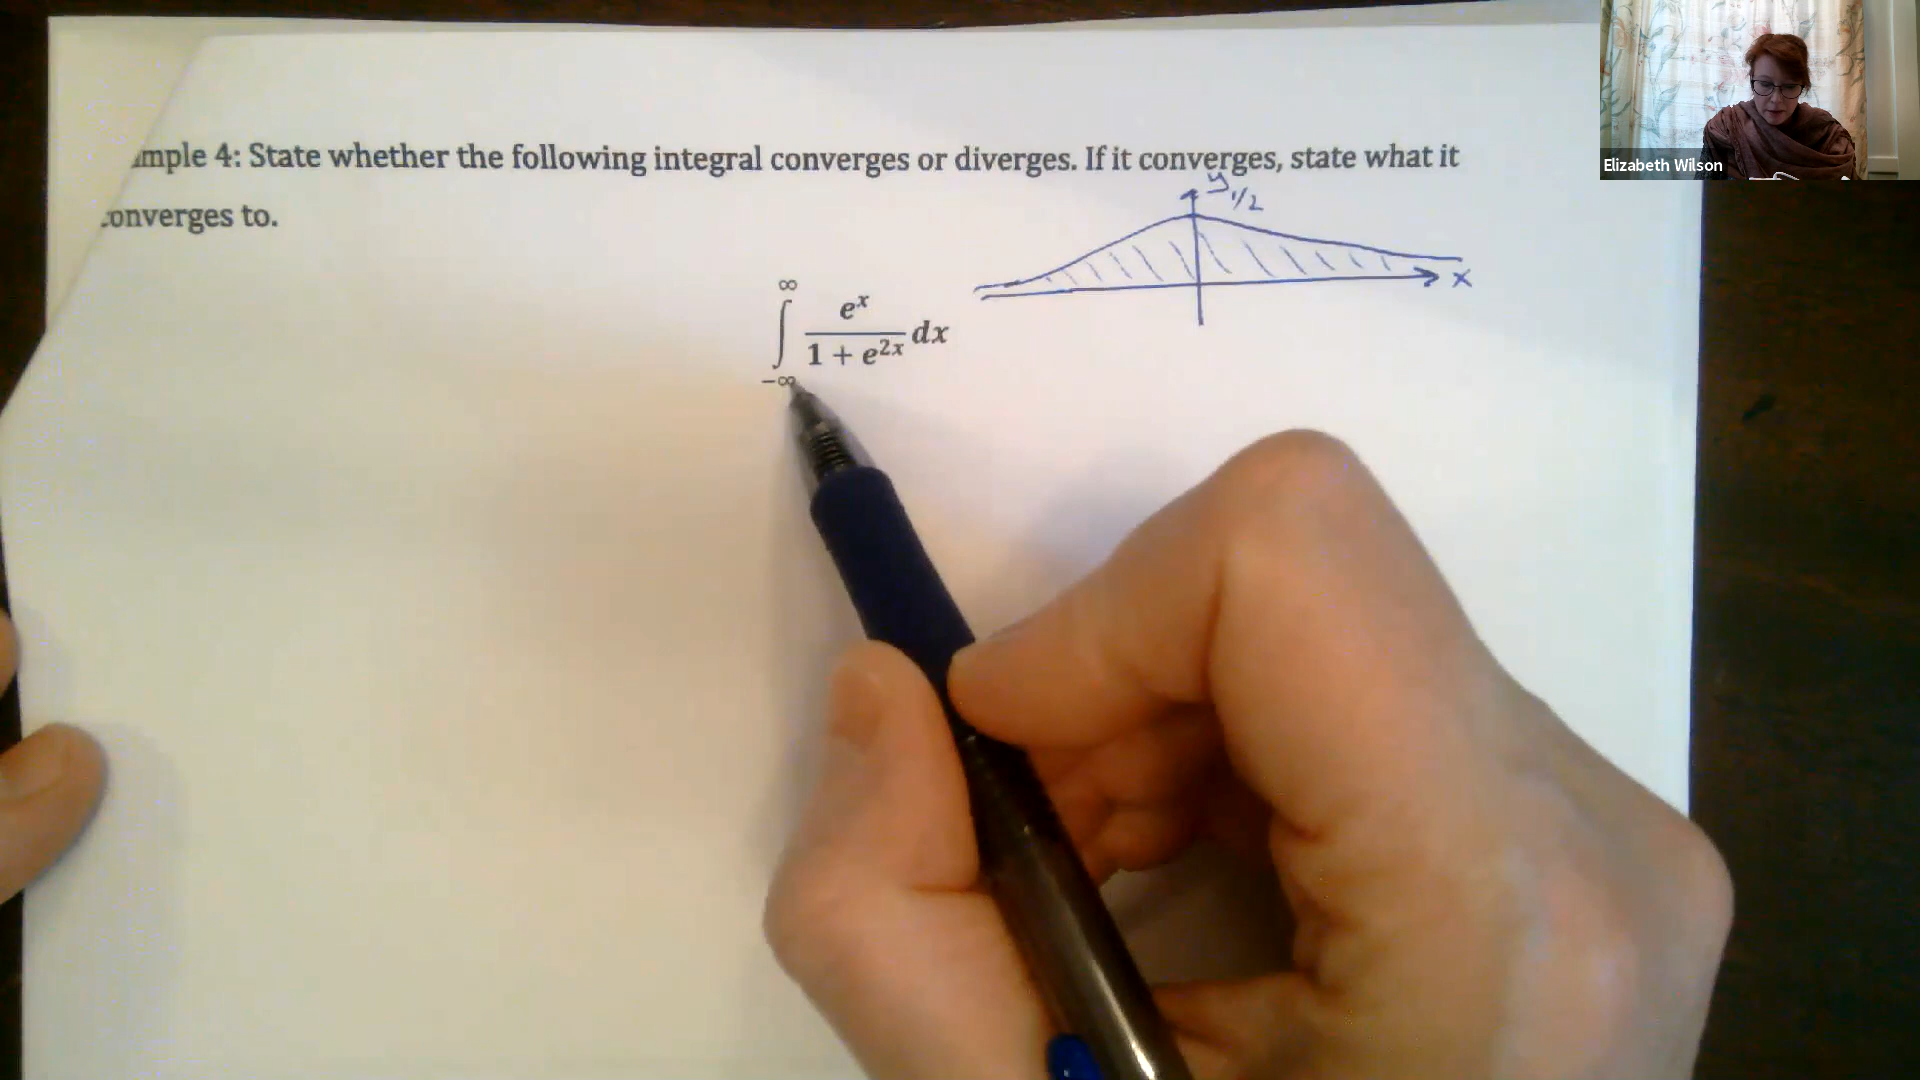 mple 4: State whether the following integral converges or diverges. If it converges, state what it
onverges to.
y
1/2
x
∞
∫ e^x / (1 + e^{2x}) dx
-∞
Elizabeth Wilson